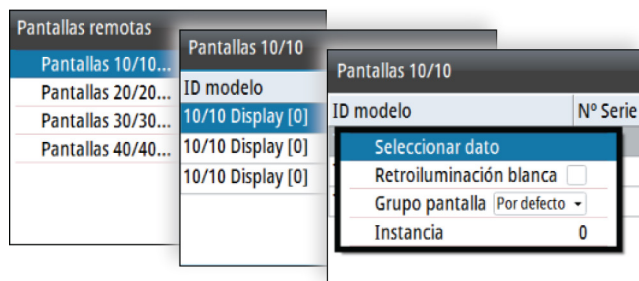 Pantallas remotas
Pantallas 10/10...
Pantallas 20/20...
Pantallas 30/30...
Pantallas 40/40...
Pantallas 10/10
ID modelo
10/10 Display [0]
10/10 Display [0]
10/10 Display [0]
Pantallas 10/10
ID modelo Nº Serie
Seleccionar dato
Retroiluminación blanca
Grupo pantalla Por defecto
Instancia 0